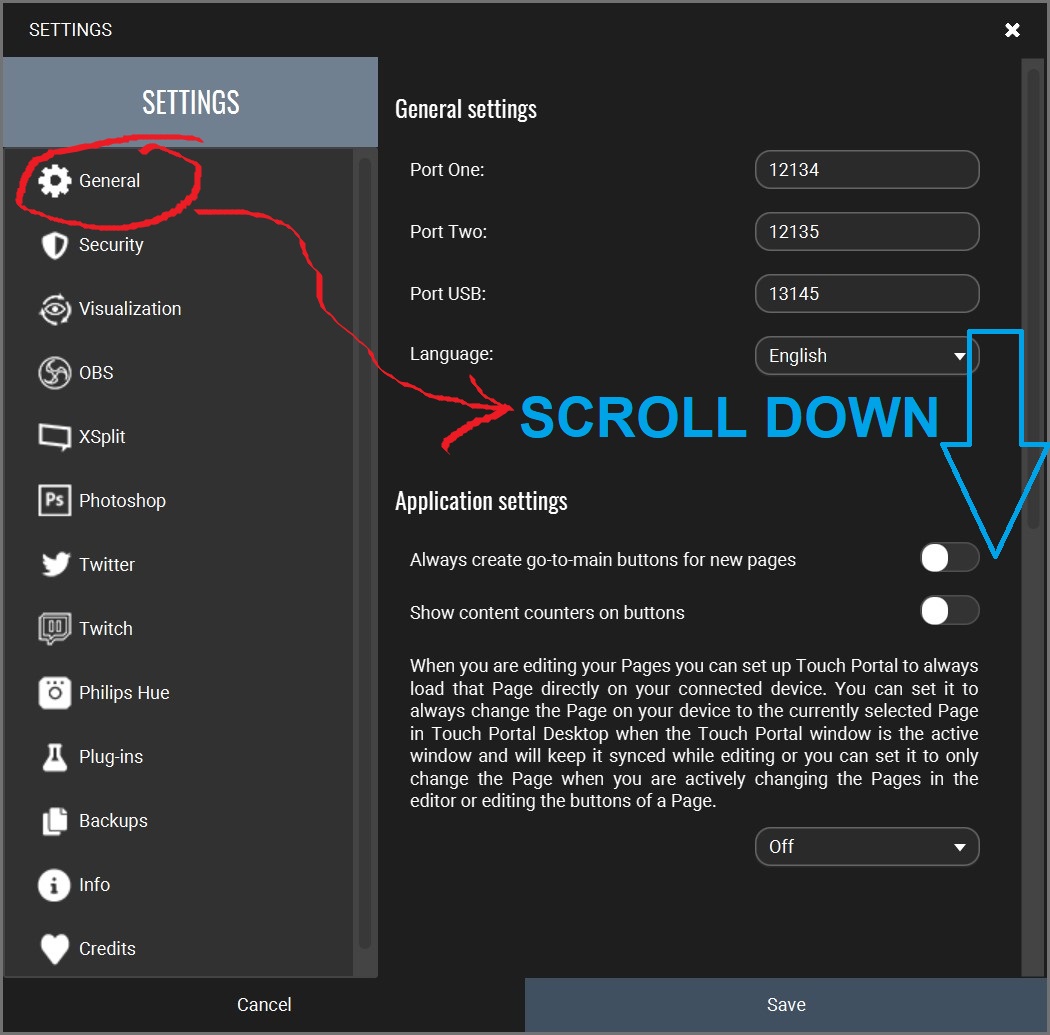 SETTINGS
SETTINGS
General
Security
Visualization
OBS
XSplit
Ps Photoshop
Twitter
Twitch
Philips Hue
Plug-ins
Backups
Info
Credits
General settings
Port One: 12134
Port Two: 12135
Port USB: 13145
Language: English
SCROLL DOWN
Application settings
Always create go-to-main buttons for new pages
Show content counters on buttons
When you are editing your Pages you can set up Touch Portal to always
load that Page directly on your connected device. You can set it to
always change the Page on your device to the currently selected Page
in Touch Portal Desktop when the Touch Portal window is the active
window and will keep it synced while editing or you can set it to only
change the Page when you are actively changing the Pages in the
editor or editing the buttons of a Page.
Off
Cancel
Save